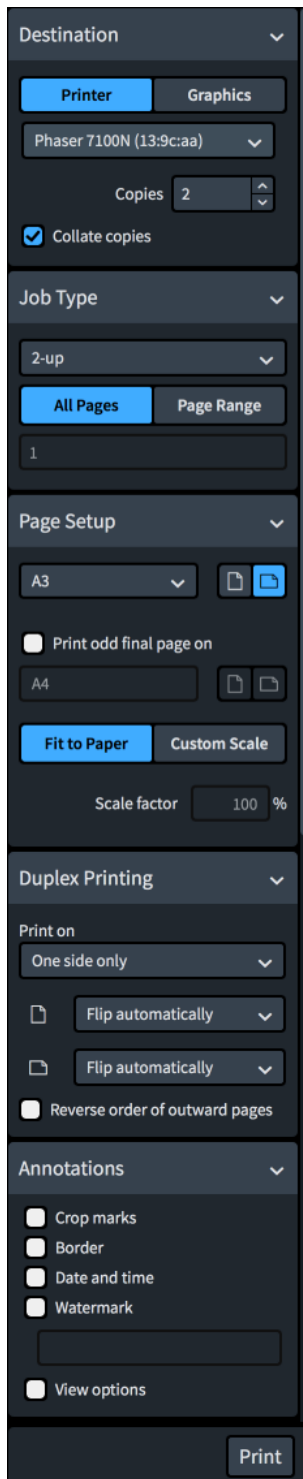 Destination
Printer Graphics
Phaser 7100N (13:9c:aa)
Copies 2
Collate copies
Job Type
2-up
All Pages Page Range
1
Page Setup
A3
Print odd final page on
A4
Fit to Paper Custom Scale
Scale factor 100 %
Duplex Printing
Print on
One side only
Flip automatically
Flip automatically
Reverse order of outward pages
Annotations
Crop marks
Border
Date and time
Watermark
View options
Print